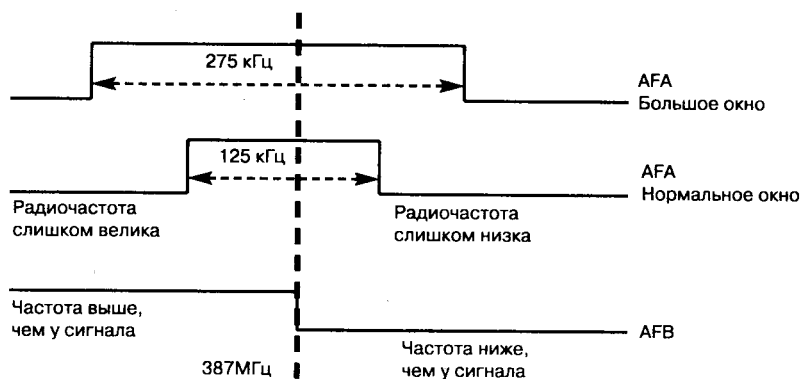 275 кГц
AFA
Большое окно
125 кГц
AFA
Нормальное окно
Радиочастота
слишком велика
Радиочастота
слишком низка
Частота выше,
чем у сигнала
AFB
Частота ниже,
чем у сигнала
387МГц